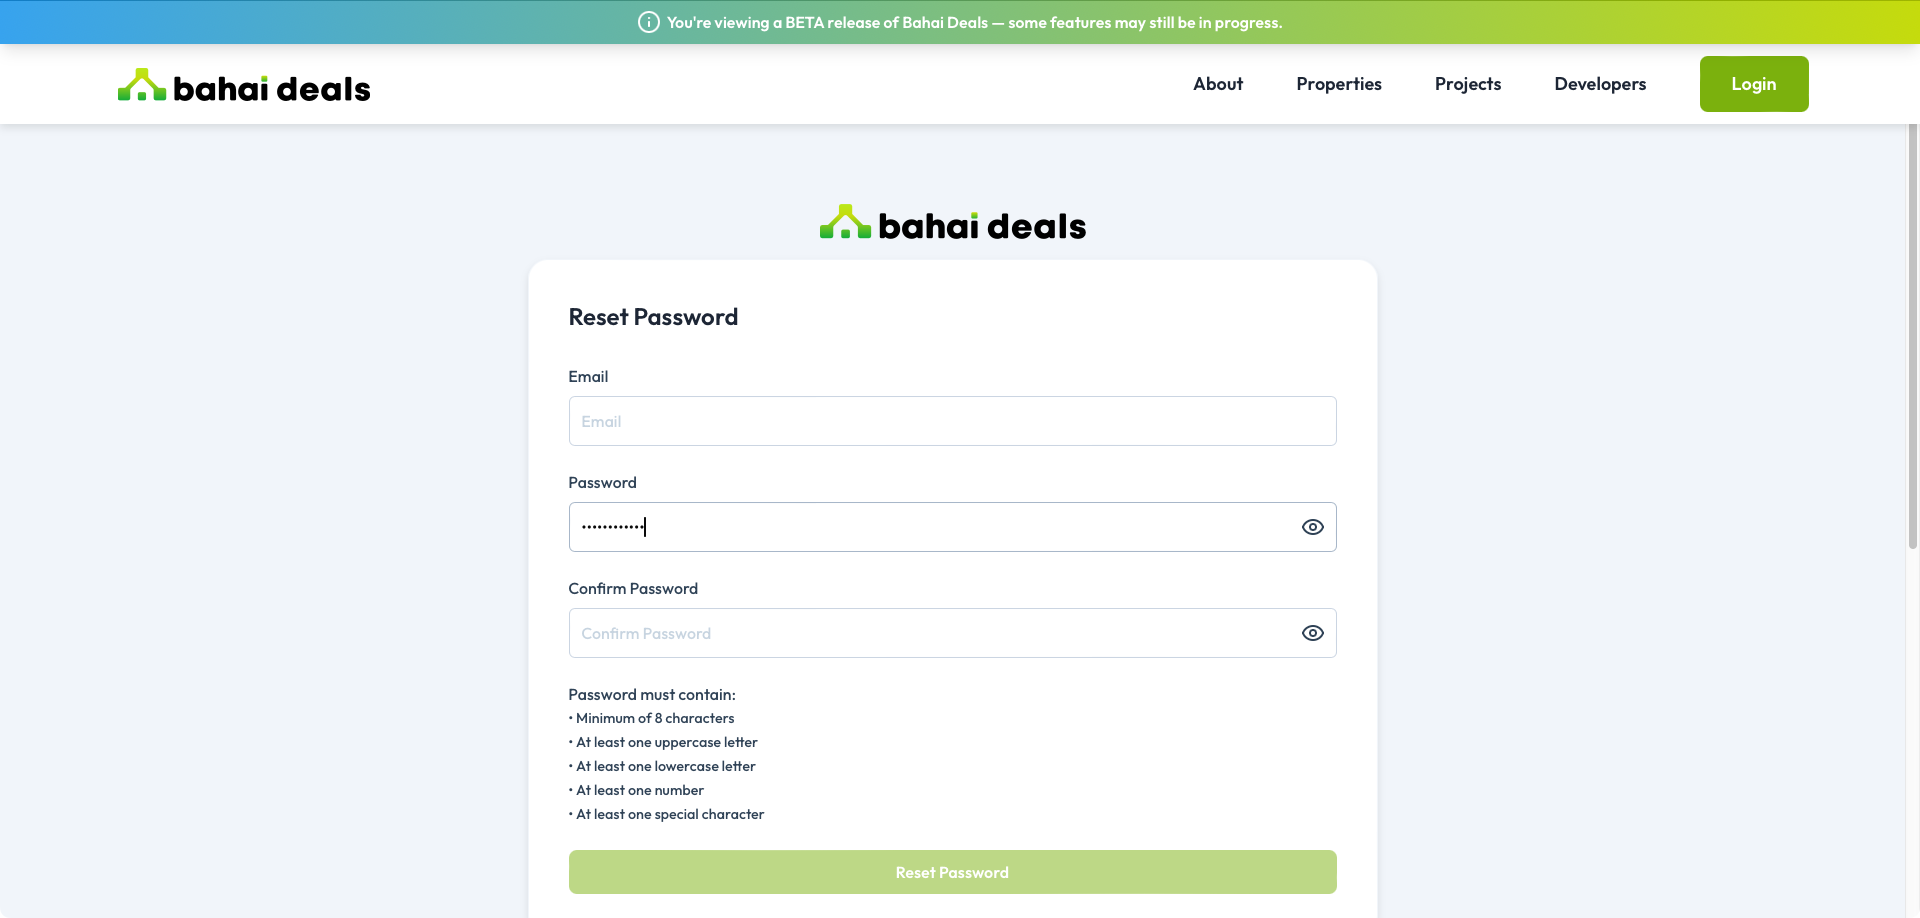 You're viewing a BETA release of Bahai Deals — some features may still be in progress.
bahai deals
About
Properties
Projects
Developers
Login
bahai deals
Reset Password
Email
Email
Password
••••••••••••
Confirm Password
Confirm Password
Password must contain:
• Minimum of 8 characters
• At least one uppercase letter
• At least one lowercase letter
• At least one number
• At least one special character
Reset Password